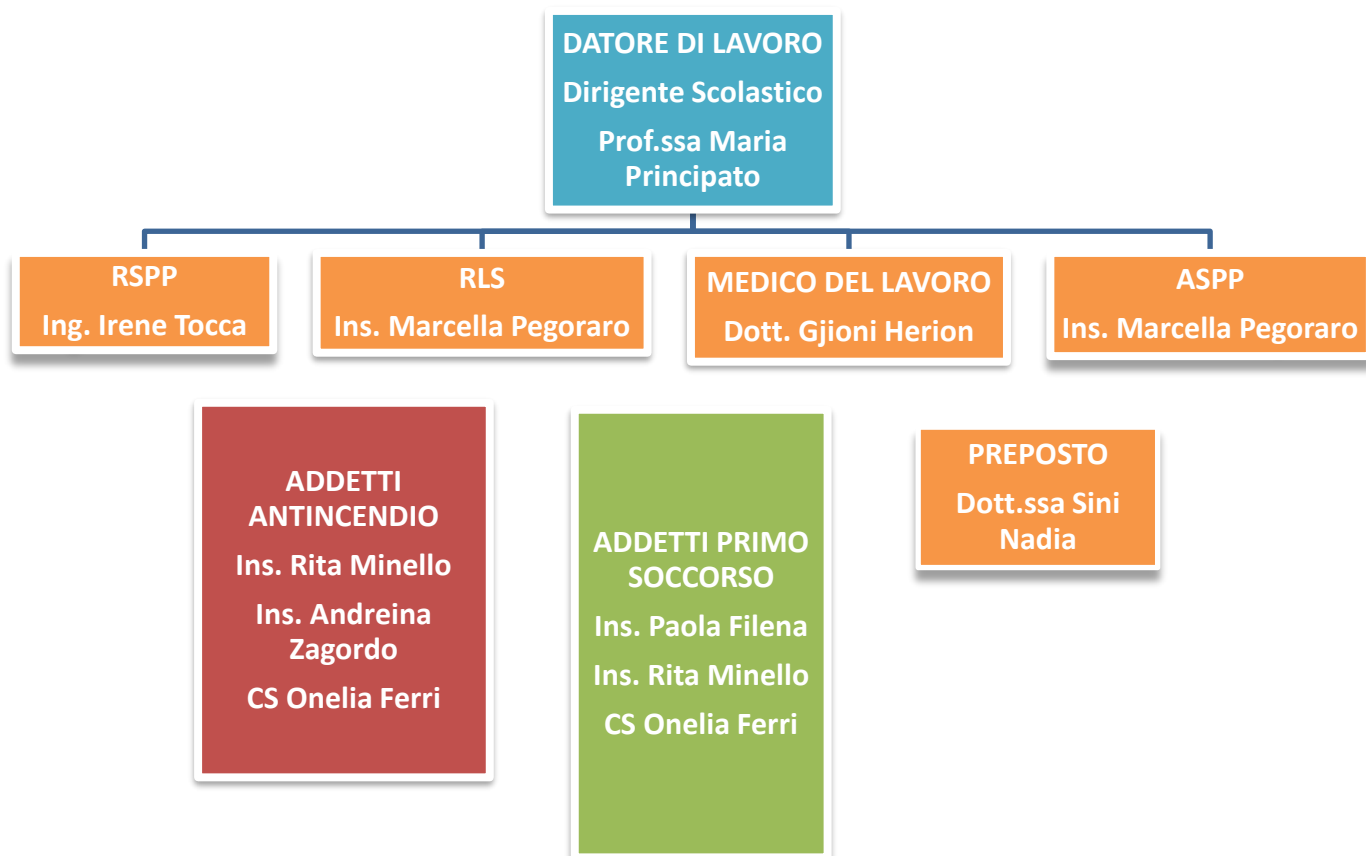 DATORE DI LAVORO
Dirigente Scolastico
Prof.ssa Maria
Principato
RSPP
Ing. Irene Tocca
RLS
Ins. Marcella Pegoraro
MEDICO DEL LAVORO
Dott. Gjioni Herion
ASPP
Ins. Marcella Pegoraro
ADDETTI
ANTINCENDIO
Ins. Rita Minello
Ins. Andreina
Zagordo
CS Onelia Ferri
ADDETTI PRIMO
SOCCORSO
Ins. Paola Filena
Ins. Rita Minello
CS Onelia Ferri
PREPOSTO
Dott.ssa Sini
Nadia